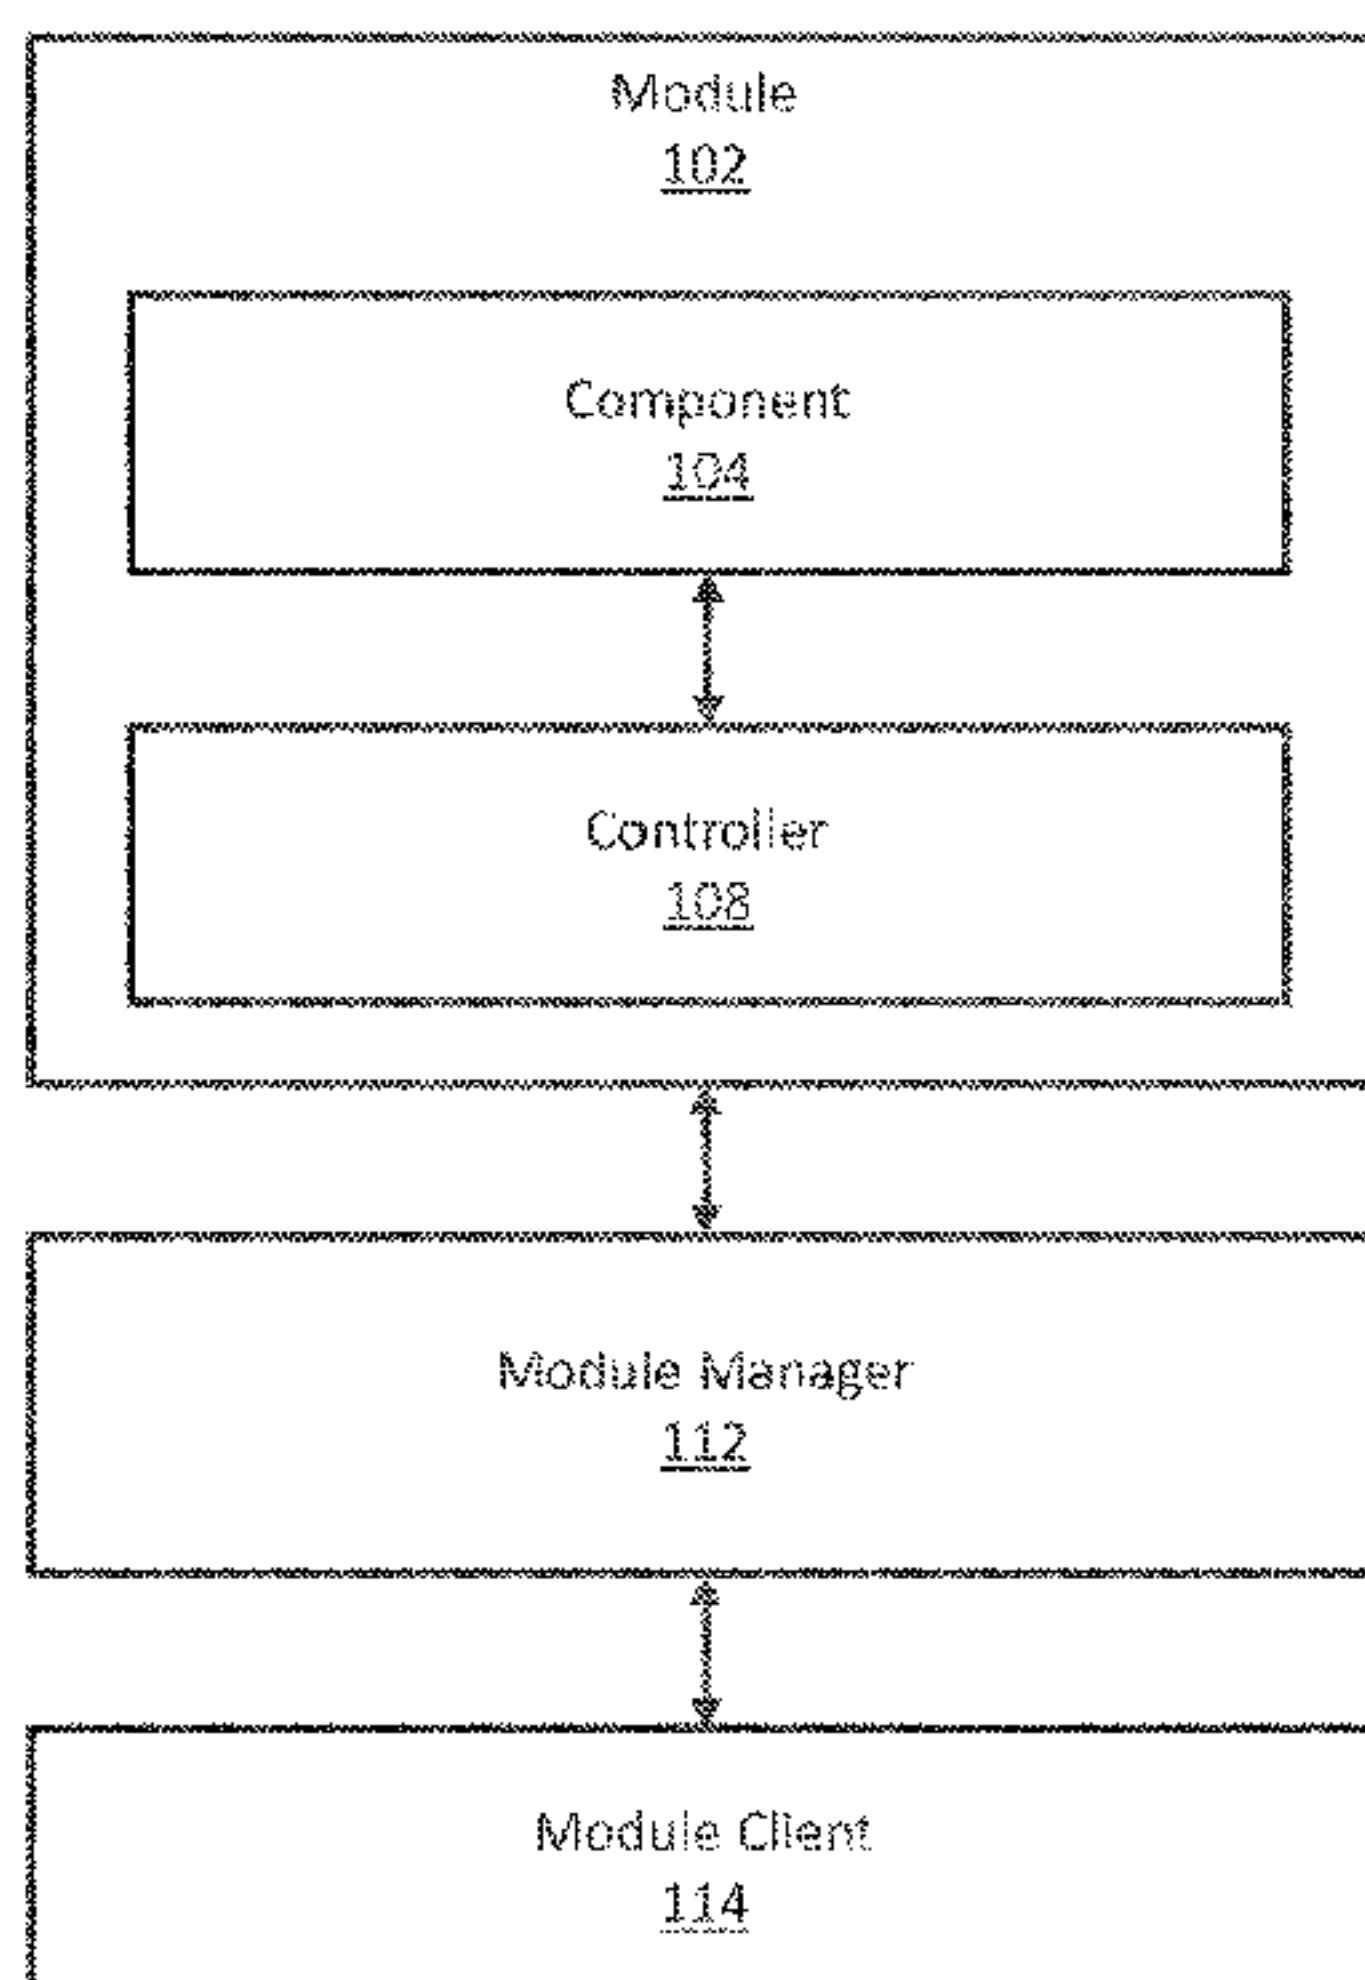 Module
102
Component
104
Controller
108
Module Manager
112
Module Client
114